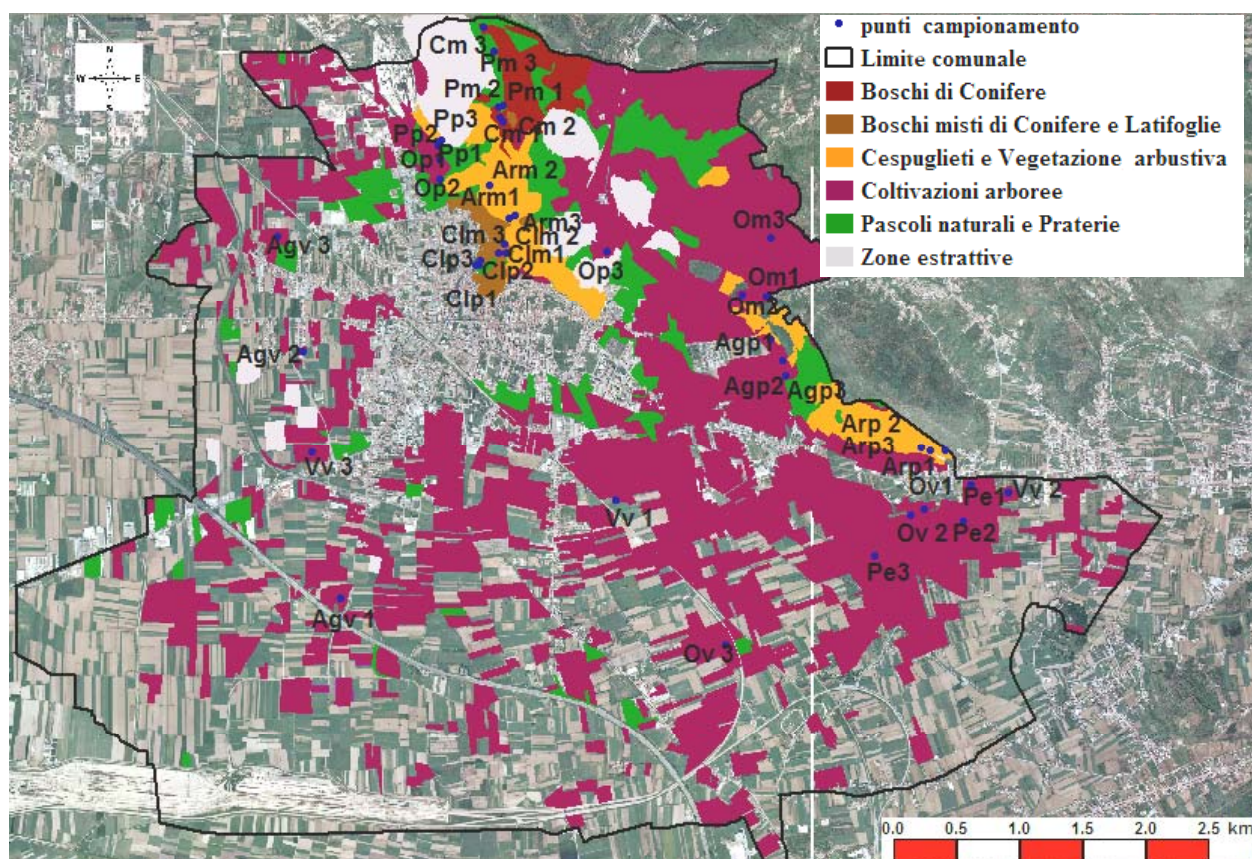 punti campionamento
Limite comunale
Boschi di Conifere
Boschi misti di Conifere e Latifoglie
Cespuglieti e Vegetazione arbustiva
Coltivazioni arboree
Pascoli naturali e Praterie
Zone estrattive
N
W E
S
Cm 3
Pm 3
Pm 2
Pm 1
Pp3
Cm 1
Cm 2
Pp2
Pp1
Op
Arm 2
Op2
Arm1
Arm3
Om3
Agv 3
Clm 3
Clm 2
Clp3
Clm1
Clp2
Op3
Clp1
Om1
Om2
Agv 2
Agp1
Agp2
Agp3
Arp 2
Arp3
Arp1
Vv 3
Ov1
Pe1
Vv 2
Vv 1
Ov 2
Pe2
Pe3
Agv 1
Ov 3
0.0 0.5 1.0 1.5 2.0 2.5 km